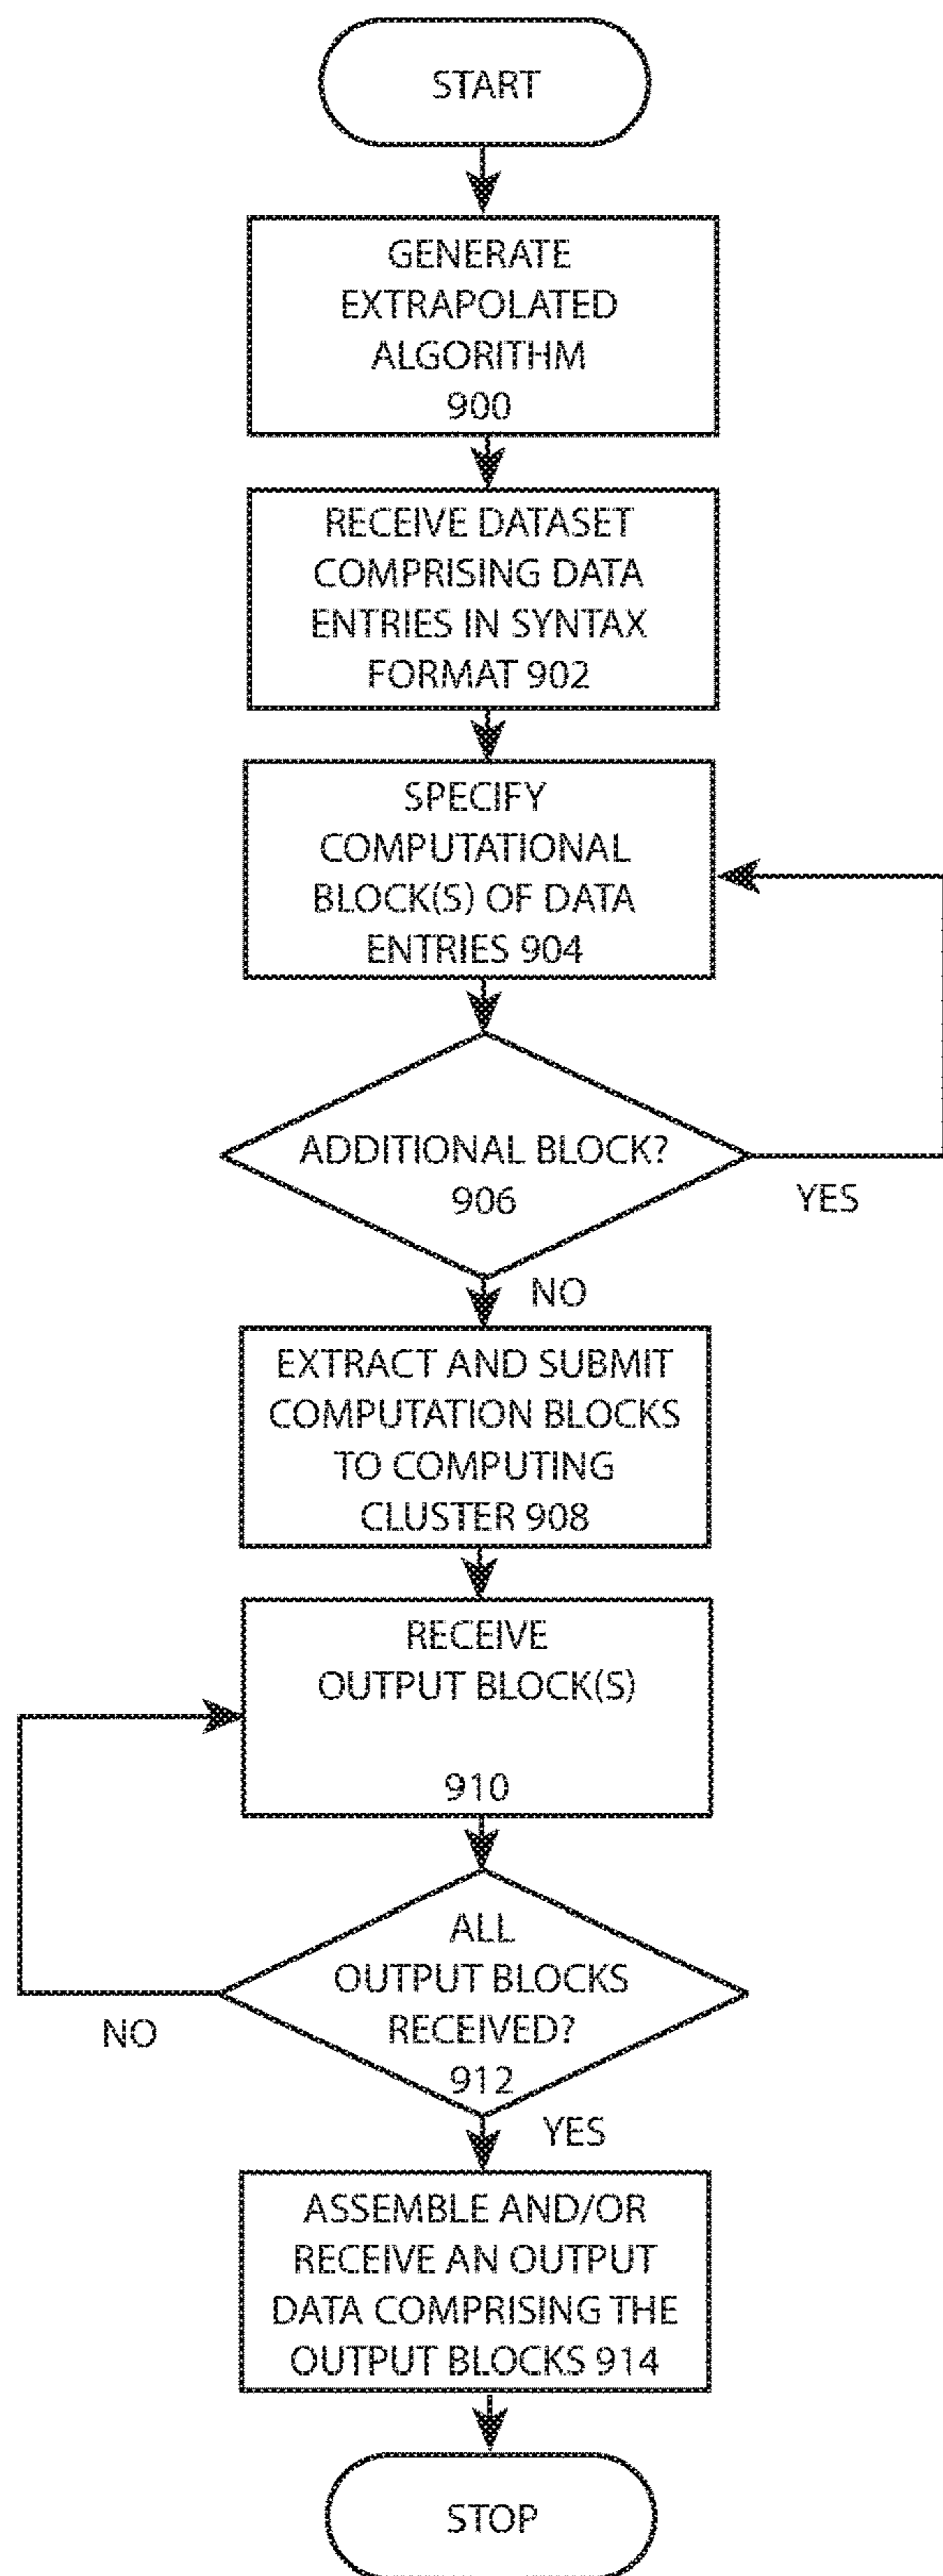 START
GENERATE
EXTRAPOLATED
ALGORITHM
900
RECEIVE DATASET
COMPRISING DATA
ENTRIES IN SYNTAX
FORMAT 902
SPECIFY
COMPUTATIONAL
BLOCK(S) OF DATA
ENTRIES 904
ADDITIONAL BLOCK?
906
YES
NO
EXTRACT AND SUBMIT
COMPUTATION BLOCKS
TO COMPUTING
CLUSTER 908
RECEIVE
OUTPUT BLOCK(S)
910
ALL
OUTPUT BLOCKS
RECEIVED?
912
NO
YES
ASSEMBLE AND/OR
RECEIVE AN OUTPUT
DATA COMPRISING THE
OUTPUT BLOCKS 914
STOP